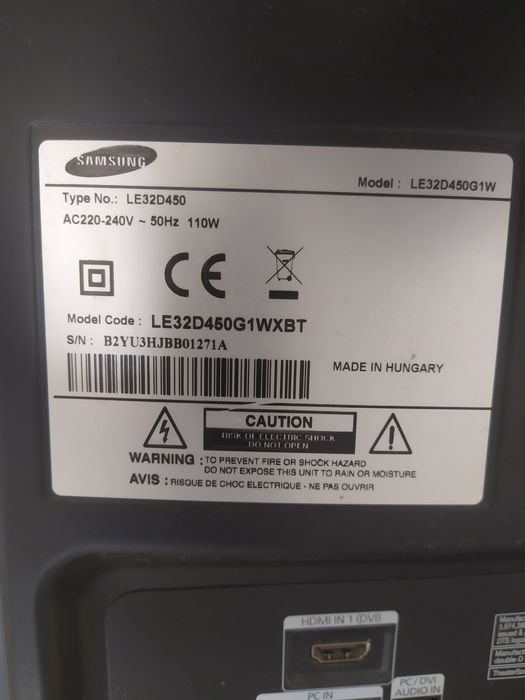 SAMSUNG
Model : LE32D450G1W
Type No.: LE32D450
AC220-240V ~ 50Hz 110W
CE
Model Code : LE32D450G1WXBT
S/N : B2YU3HJBB01271A
MADE IN HUNGARY
CAUTION
RISK OF ELECTRIC SHOCK
DO NOT OPEN
WARNING : TO PREVENT FIRE OR SHOCK HAZARD
DO NOT EXPOSE THIS UNIT TO RAIN OR MOISTURE
AVIS : RISQUE DE CHOC ELECTRIQUE - NE PAS OUVRIR
HDMI IN 1 (DVI)
PC IN
PC / DVI
AUDIO IN